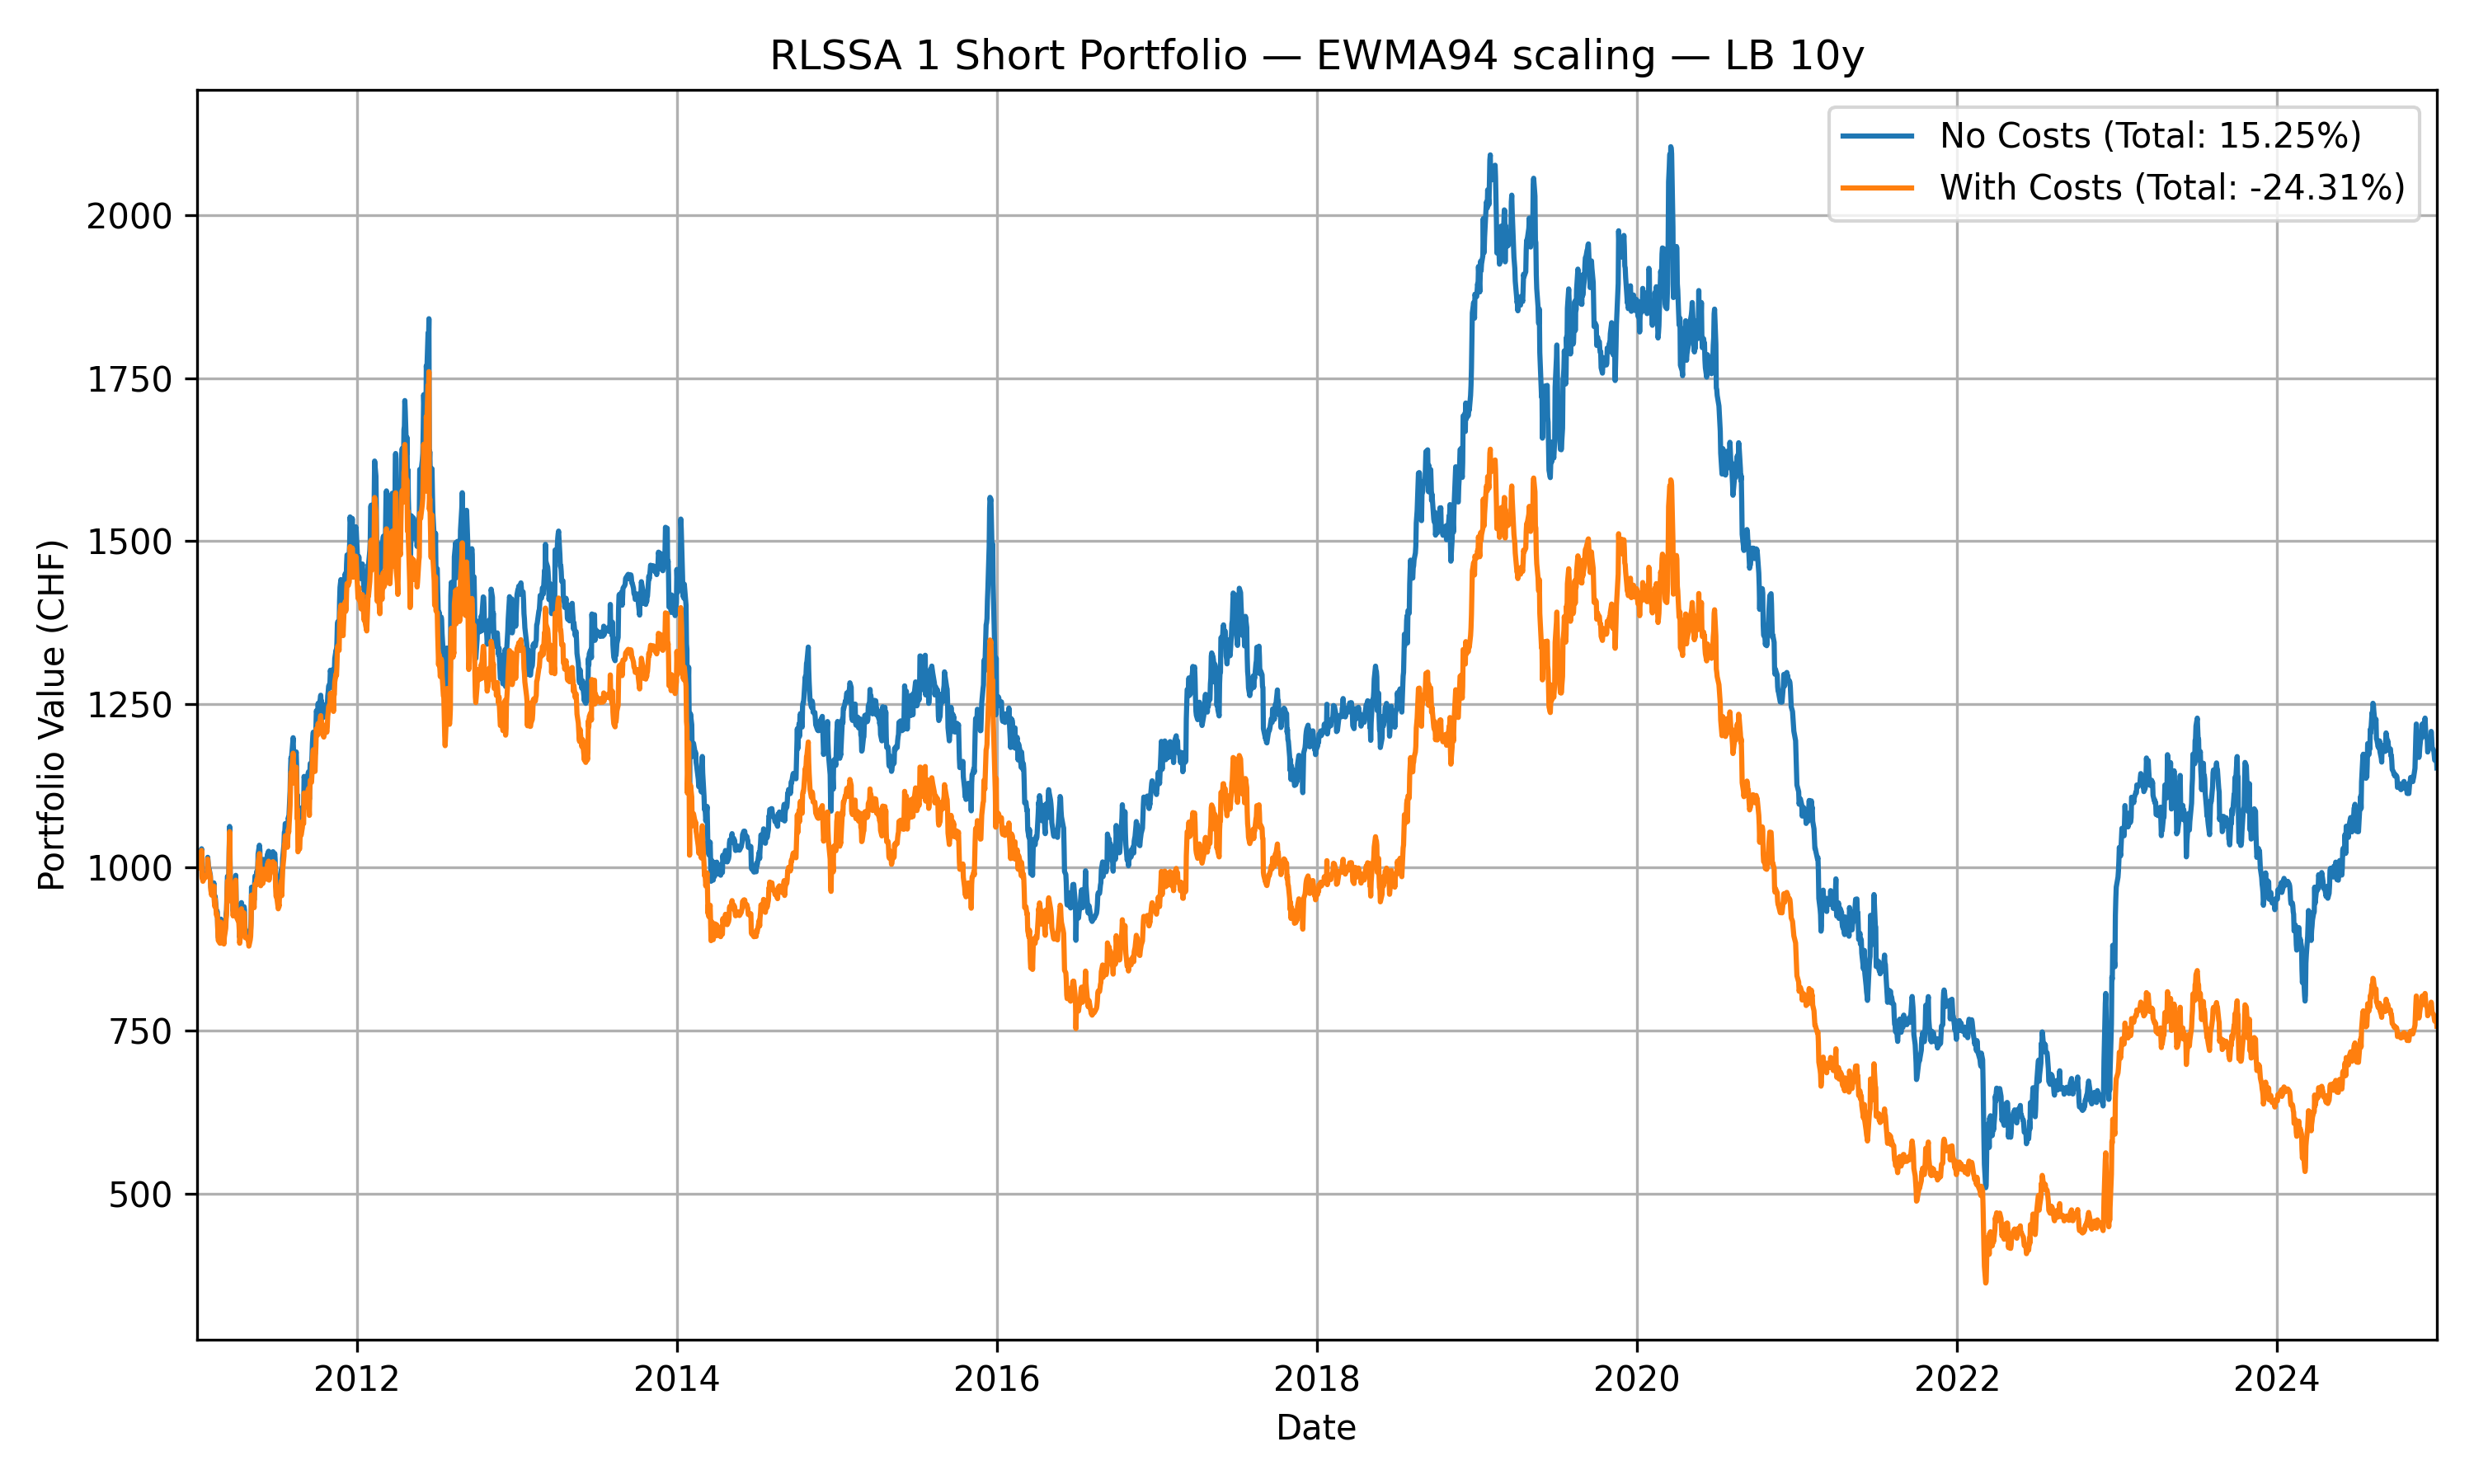 RLSSA 1 Short Portfolio — EWMA94 scaling — LB 10y
No Costs (Total: 15.25%)
With Costs (Total: -24.31%)
Portfolio Value (CHF)
2000
1750
1500
1250
1000
750
500
2012 2014 2016 2018 2020 2022 2024
Date